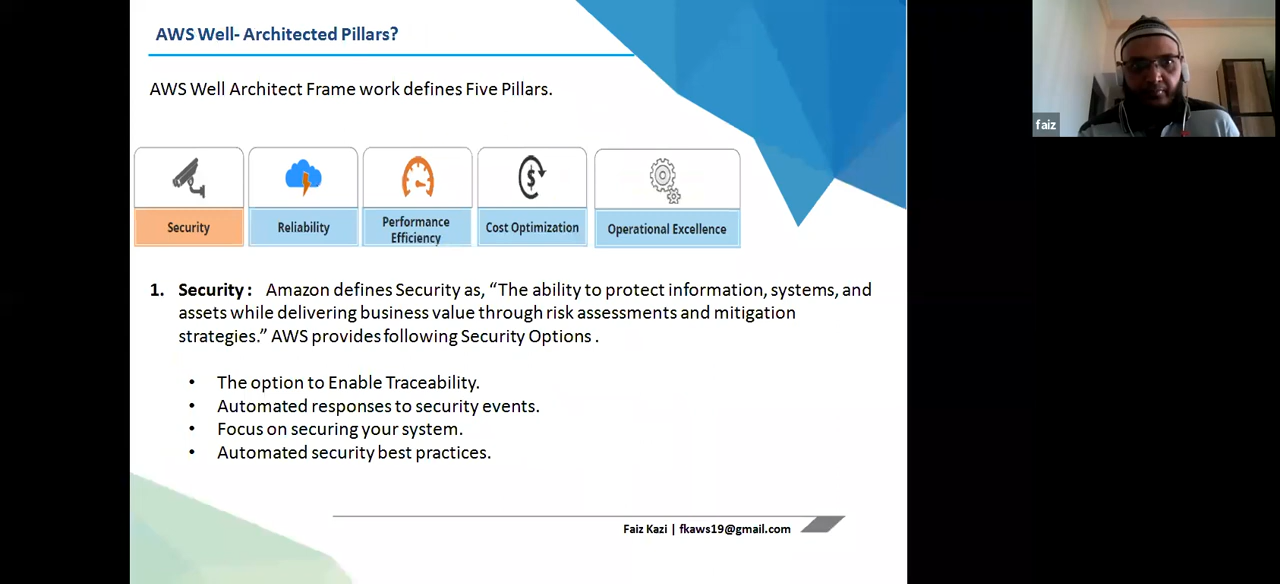 AWS Well- Architected Pillars?
AWS Well Architect Frame work defines Five Pillars.
faiz
Security
Reliability
Performance
Efficiency
Cost Optimization
Operational Excellence
1. Security : Amazon defines Security as, “The ability to protect information, systems, and
assets while delivering business value through risk assessments and mitigation
strategies.” AWS provides following Security Options .
• The option to Enable Traceability.
• Automated responses to security events.
• Focus on securing your system.
• Automated security best practices.
Faiz Kazi | fkaws19@gmail.com